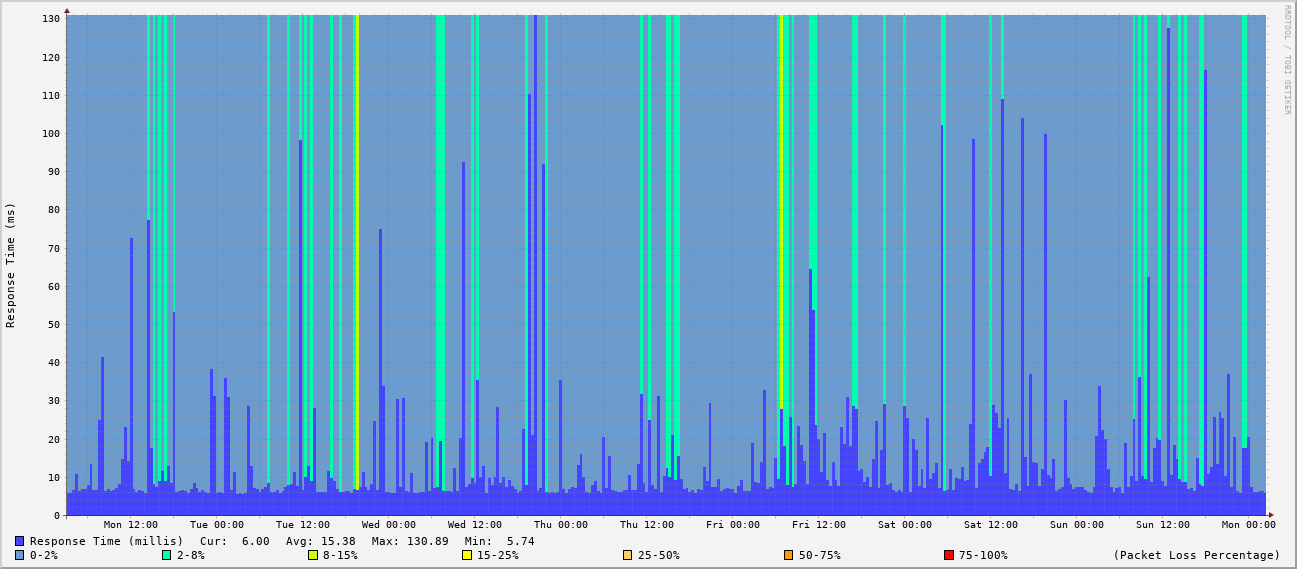 130
120
110
100
90
80
70
60
50
40
30
20
10
0
Response Time (ms)
RRDTOOL / TOBI OETIKER
Mon 12:00 Tue 00:00 Tue 12:00 Wed 00:00 Wed 12:00 Thu 00:00 Thu 12:00 Fri 00:00 Fri 12:00 Sat 00:00 Sat 12:00 Sun 00:00 Sun 12:00 Mon 00:00
Response Time (millis) Cur: 6.00 Avg: 15.38 Max: 130.89 Min: 5.74
0-2% 2-8% 8-15% 15-25% 25-50% 50-75% 75-100% (Packet Loss Percentage)